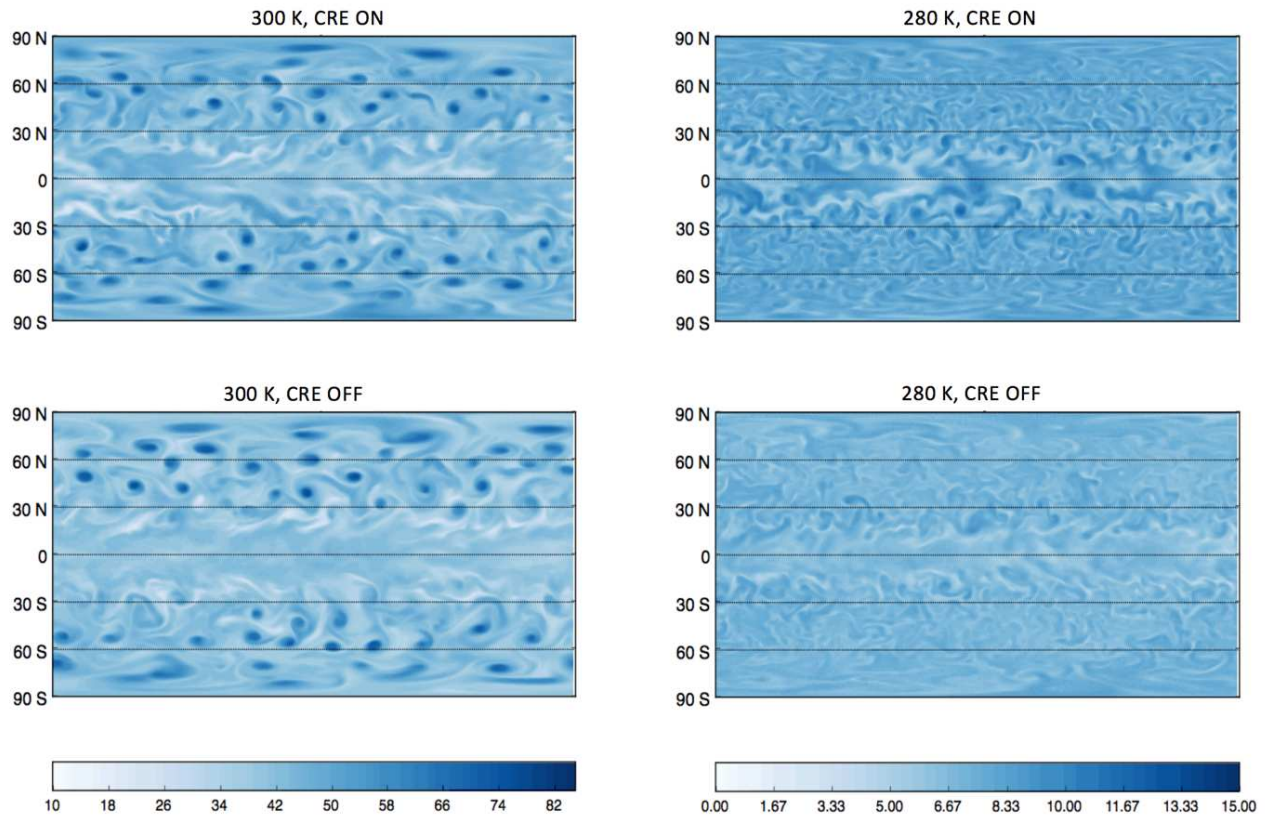 300 K, CRE ON
90 N
60 N
30 N
0
30 S
60 S
90 S
280 K, CRE ON
90 N
60 N
30 N
0
30 S
60 S
90 S
300 K, CRE OFF
90 N
60 N
30 N
0
30 S
60 S
90 S
280 K, CRE OFF
90 N
60 N
30 N
0
30 S
60 S
90 S
10 18 26 34 42 50 58 66 74 82
0.00 1.67 3.33 5.00 6.67 8.33 10.00 11.67 13.33 15.00